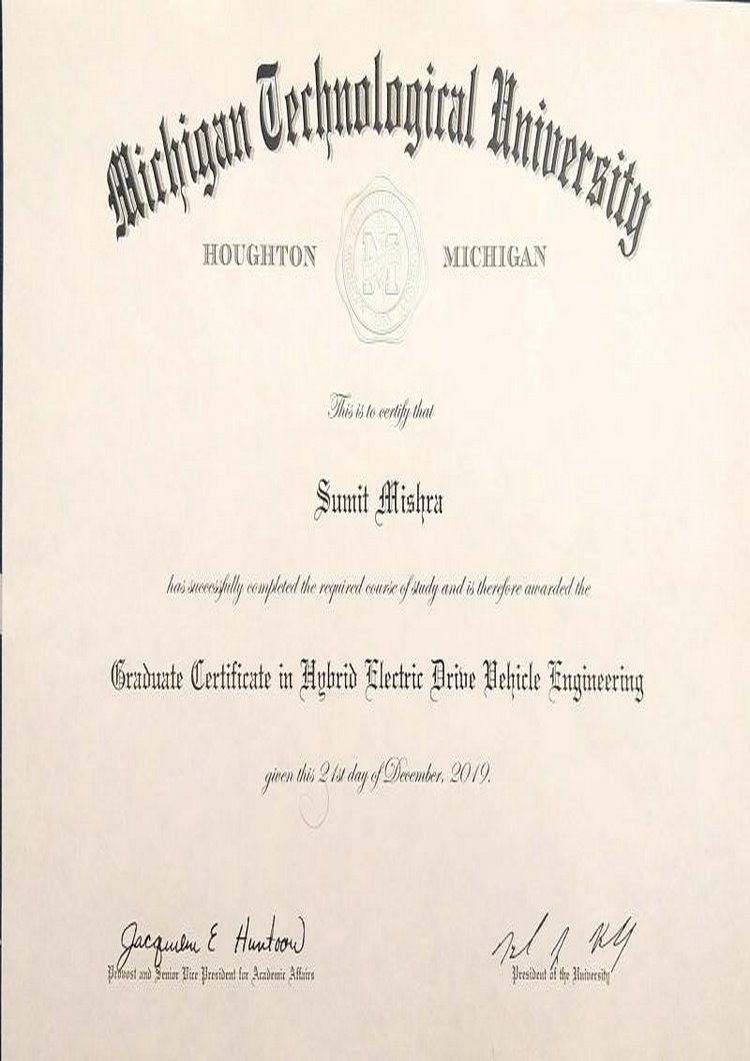 Michigan Technological University
HOUGHTON MICHIGAN
This is to certify that
Sumit Mishra
has successfully completed the required course of study and is therefore awarded the
Graduate Certificate in Hybrid Electric Drive Vehicle Engineering
given this 21st day of December, 2019.
Jacqueline E Huntoon
Provost and Senior Vice President for Academic Affairs
President of the University